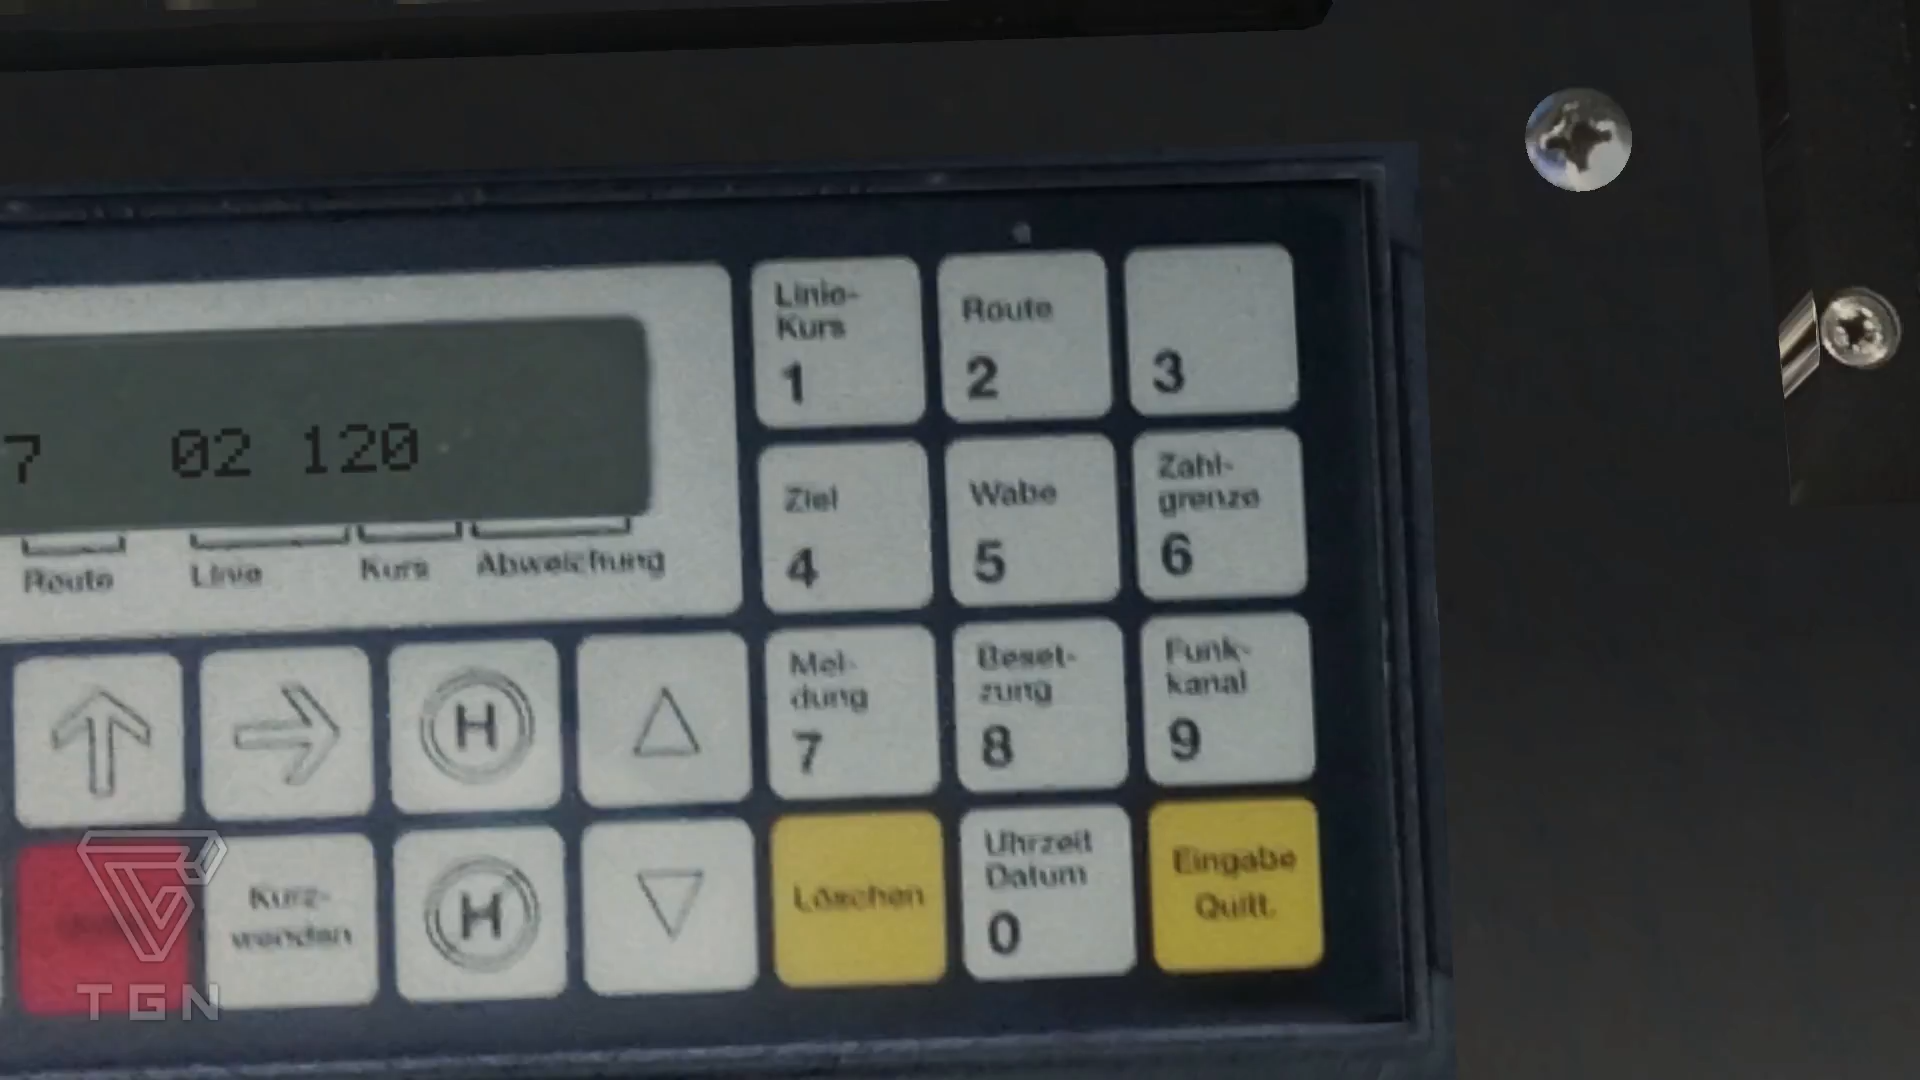 7 02 120
Route Linie Kurs Abweichung
Linie-
Kurs
1
Route
2
3
Ziel
4
Wabe
5
Zahl-
grenze
6
H
Mel-
dung
7
Beset-
zung
8
Funk-
kanal
9
Kurz-
wenden
H
Löschen
Uhrzeit
Datum
0
Eingabe
Quitt.
TGN